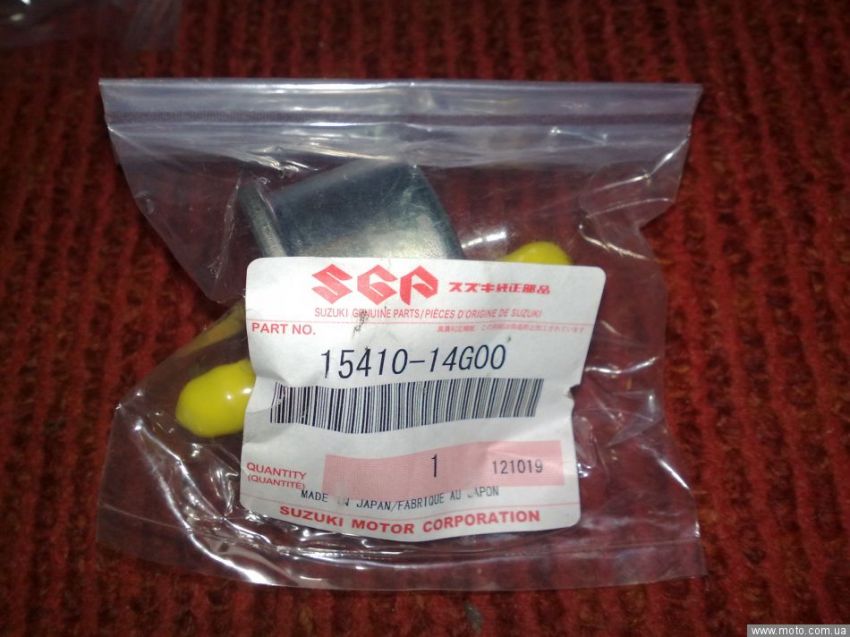 SGP スズキ純正部品
SUZUKI GENUINE PARTS/PIÈCES D'ORIGINE DE SUZUKI
PART NO.
15410-14G00
QUANTITY
(QUANTITÉ)
1 121019
MADE IN JAPAN/FABRIQUÉ AU JAPON
SUZUKI MOTOR CORPORATION
www.moto.com.ua